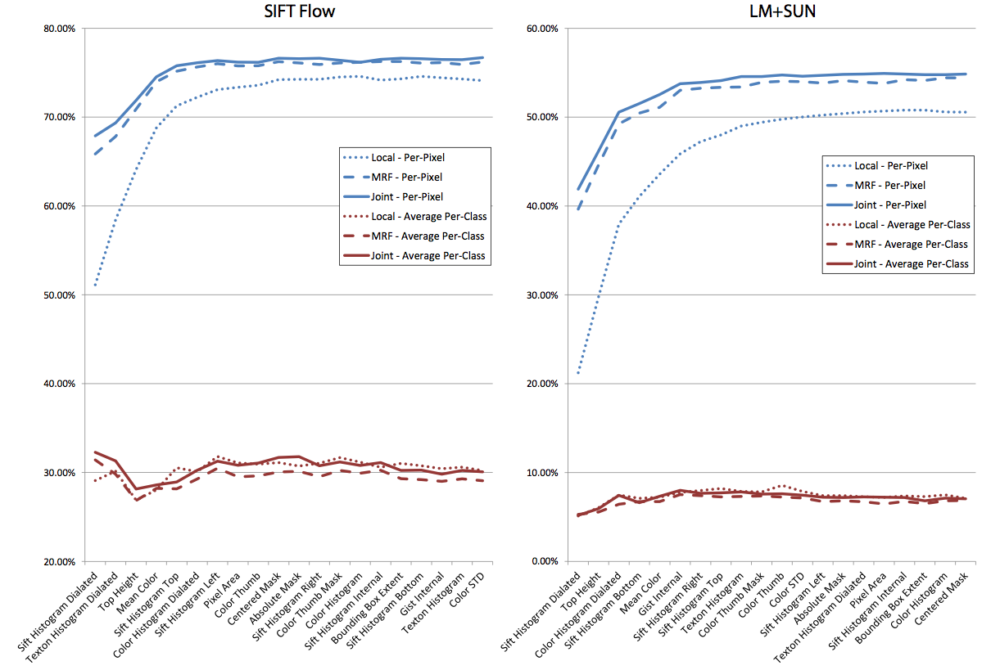 SIFT Flow
80.00%
70.00%
60.00%
50.00%
40.00%
30.00%
20.00%
Local - Per-Pixel
MRF - Per-Pixel
Joint - Per-Pixel
Local - Average Per-Class
MRF - Average Per-Class
Joint - Average Per-Class
Sift Histogram Dialated
Texton Histogram Dialated
Top Height
Mean Color
Sift Histogram Top
Color Histogram Dialated
Sift Histogram Left
Pixel Area
Color Thumb
Centered Mask
Absolute Mask
Sift Histogram Right
Color Thumb Mask
Color Histogram
Sift Histogram Internal
Bounding Box Extent
Sift Histogram Bottom
Gist Internal
Texton Histogram
Color STD
LM+SUN
60.00%
50.00%
40.00%
30.00%
20.00%
10.00%
0.00%
Local - Per-Pixel
MRF - Per-Pixel
Joint - Per-Pixel
Local - Average Per-Class
MRF - Average Per-Class
Joint - Average Per-Class
Sift Histogram Dialated
Top Height
Color Histogram Dialated
Sift Histogram Bottom
Mean Color
Gist Internal
Sift Histogram Right
Sift Histogram Top
Texton Histogram
Color Thumb Mask
Color Thumb
Color STD
Sift Histogram Left
Absolute Mask
Texton Histogram Dialated
Pixel Area
Sift Histogram Internal
Bounding Box Extent
Color Histogram
Centered Mask